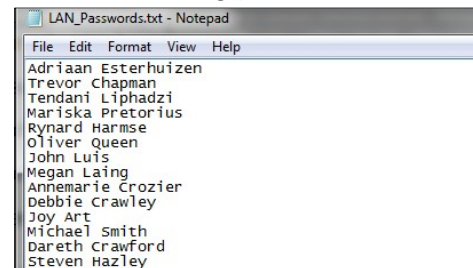 LAN_Passwords.txt - Notepad
File Edit Format View Help
Adriaan Esterhuizen
Trevor Chapman
Tendani Liphadzi
Mariska Pretorius
Rynard Harmse
Oliver Queen
John Luis
Megan Laing
Annemarie Crozier
Debbie Crawley
Joy Art
Michael Smith
Dareth Crawford
Steven Hazley